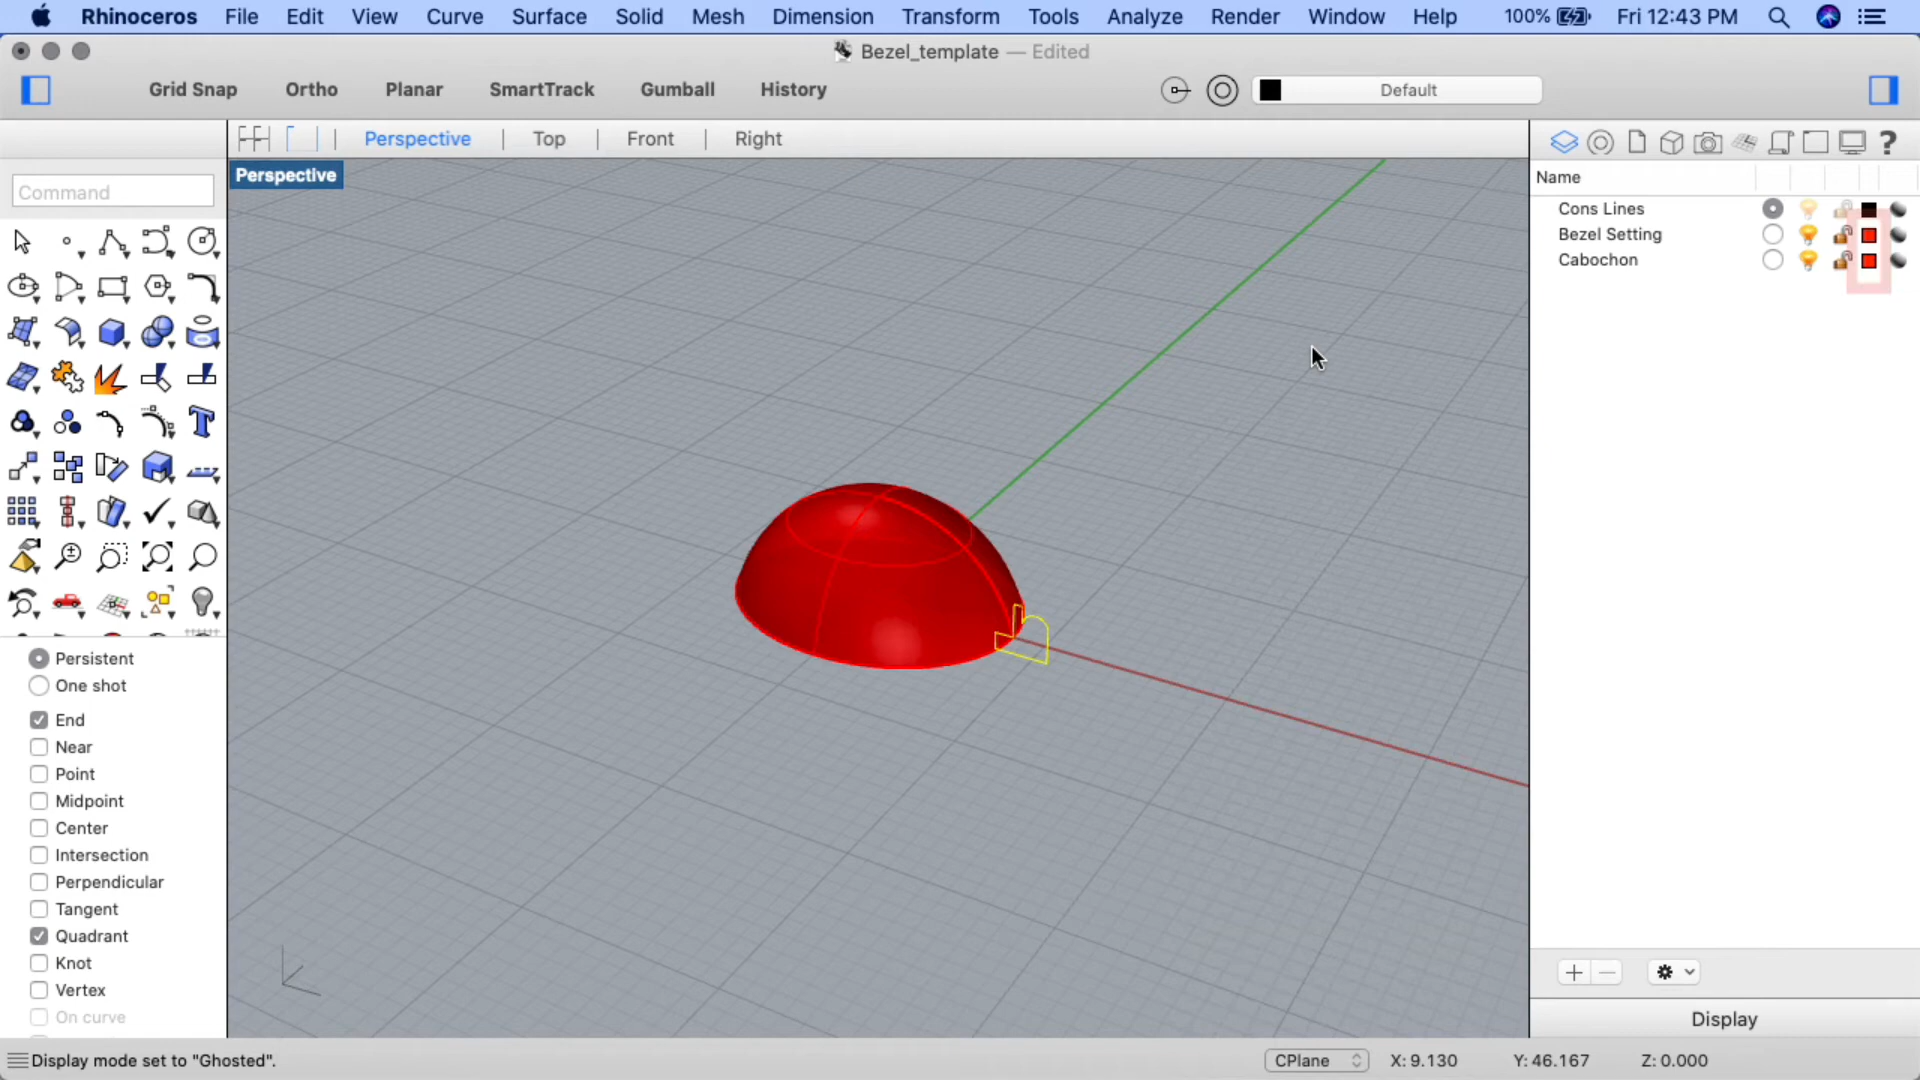 Rhinoceros File Edit View Curve Surface Solid Mesh Dimension Transform Tools Analyze Render Window Help 100% Fri 12:43 PM
Bezel_template — Edited
Grid Snap Ortho Planar SmartTrack Gumball History Default
Perspective Top Front Right
Perspective
Command
Name
Cons Lines
Bezel Setting
Cabochon
Persistent
One shot
End
Near
Point
Midpoint
Center
Intersection
Perpendicular
Tangent
Quadrant
Knot
Vertex
On curve
Display
Display mode set to "Ghosted". CPlane X: 9.130 Y: 46.167 Z: 0.000